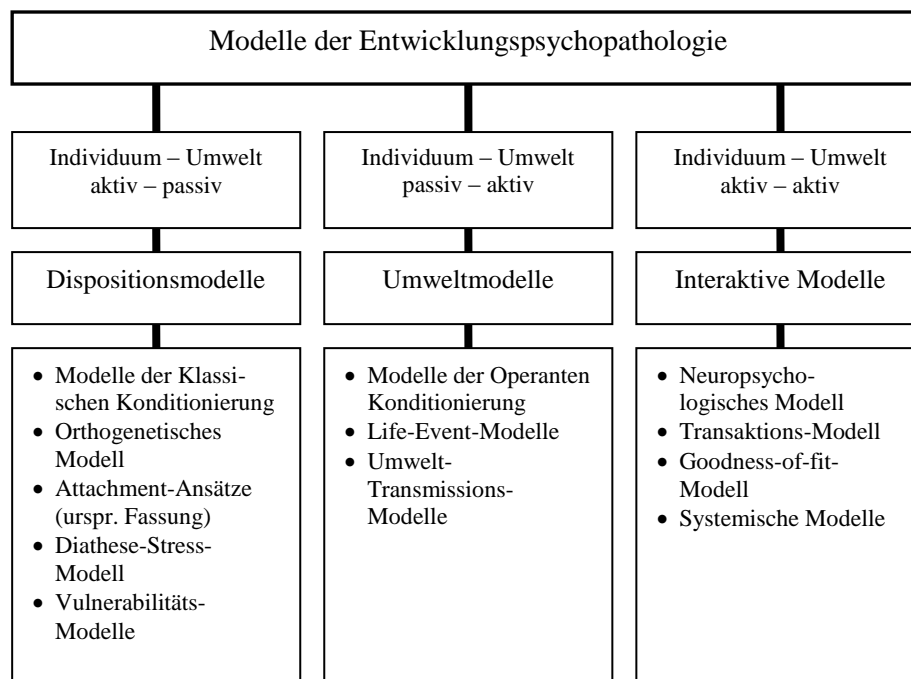 Modelle der Entwicklungspsychopathologie
Individuum – Umwelt
aktiv – passiv
Individuum – Umwelt
passiv – aktiv
Individuum – Umwelt
aktiv – aktiv
Dispositionsmodelle
Umweltmodelle
Interaktive Modelle
• Modelle der Klassi-
schen Konditionierung
• Orthogenetisches
Modell
• Attachment-Ansätze
(urspr. Fassung)
• Diathese-Stress-
Modell
• Vulnerabilitäts-
Modelle
• Modelle der Operanten
Konditionierung
• Life-Event-Modelle
• Umwelt-
Transmissions-
Modelle
• Neuropsycho-
logisches Modell
• Transaktions-Modell
• Goodness-of-fit-
Modell
• Systemische Modelle